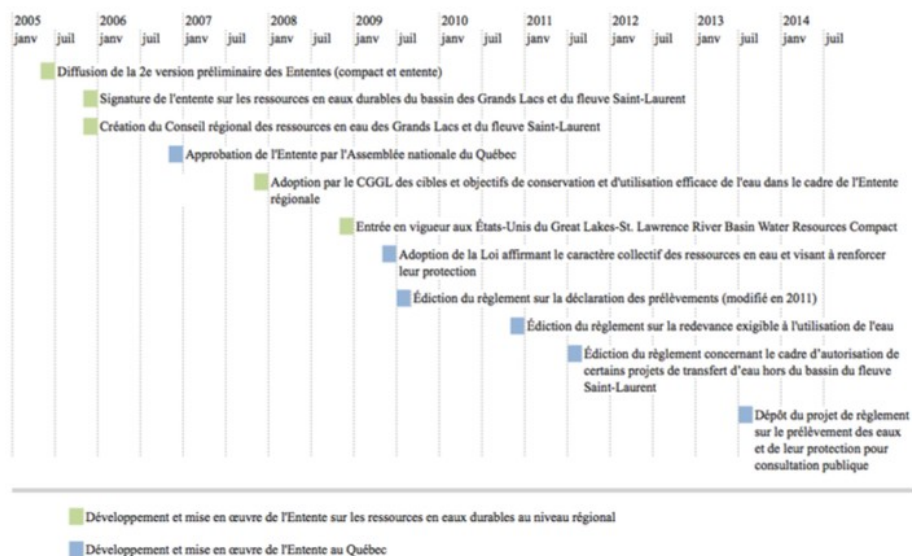 2005 2006 2007 2008 2009 2010 2011 2012 2013 2014
janv juil janv juil janv juil janv juil janv juil janv juil janv juil janv juil janv juil janv juil
Diffusion de la 2e version préliminaire des Ententes (compact et entente)
Signature de l'entente sur les ressources en eaux durables du bassin des Grands Lacs et du fleuve Saint-Laurent
Création du Conseil régional des ressources en eau des Grands Lacs et du fleuve Saint-Laurent
Approbation de l'Entente par l'Assemblée nationale du Québec
Adoption par le CGGL des cibles et objectifs de conservation et d'utilisation efficace de l'eau dans le cadre de l'Entente
régionale
Entrée en vigueur aux États-Unis du Great Lakes-St. Lawrence River Basin Water Resources Compact
Adoption de la Loi affirmant le caractère collectif des ressources en eau et visant à renforcer
leur protection
Édiction du règlement sur la déclaration des prélèvements (modifié en 2011)
Édiction du règlement sur la redevance exigible à l'utilisation de l'eau
Édiction du règlement concernant le cadre d'autorisation de
certains projets de transfert d'eau hors du bassin du fleuve
Saint-Laurent
Dépôt du projet de règlement
sur le prélèvement des eaux
et de leur protection pour
consultation publique
Développement et mise en œuvre de l'Entente sur les ressources en eaux durables au niveau régional
Développement et mise en œuvre de l'Entente au Québec